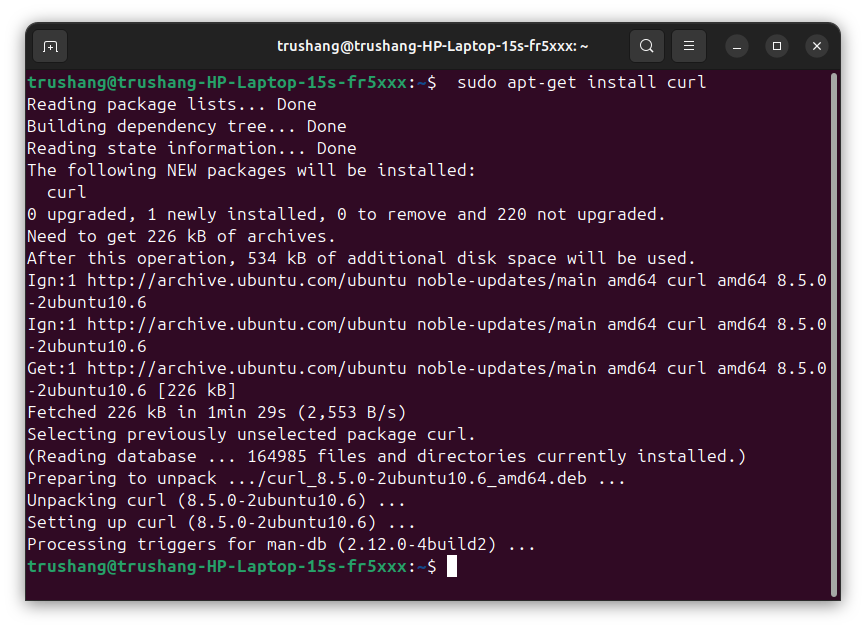 trushang@trushang-HP-Laptop-15s-fr5xxx: ~
trushang@trushang-HP-Laptop-15s-fr5xxx:~$  sudo apt-get install curl
Reading package lists... Done
Building dependency tree... Done
Reading state information... Done
The following NEW packages will be installed:
  curl
0 upgraded, 1 newly installed, 0 to remove and 220 not upgraded.
Need to get 226 kB of archives.
After this operation, 534 kB of additional disk space will be used.
Ign:1 http://archive.ubuntu.com/ubuntu noble-updates/main amd64 curl amd64 8.5.0
-2ubuntu10.6
Ign:1 http://archive.ubuntu.com/ubuntu noble-updates/main amd64 curl amd64 8.5.0
-2ubuntu10.6
Get:1 http://archive.ubuntu.com/ubuntu noble-updates/main amd64 curl amd64 8.5.0
-2ubuntu10.6 [226 kB]
Fetched 226 kB in 1min 29s (2,553 B/s)
Selecting previously unselected package curl.
(Reading database ... 164985 files and directories currently installed.)
Preparing to unpack .../curl_8.5.0-2ubuntu10.6_amd64.deb ...
Unpacking curl (8.5.0-2ubuntu10.6) ...
Setting up curl (8.5.0-2ubuntu10.6) ...
Processing triggers for man-db (2.12.0-4build2) ...
trushang@trushang-HP-Laptop-15s-fr5xxx:~$